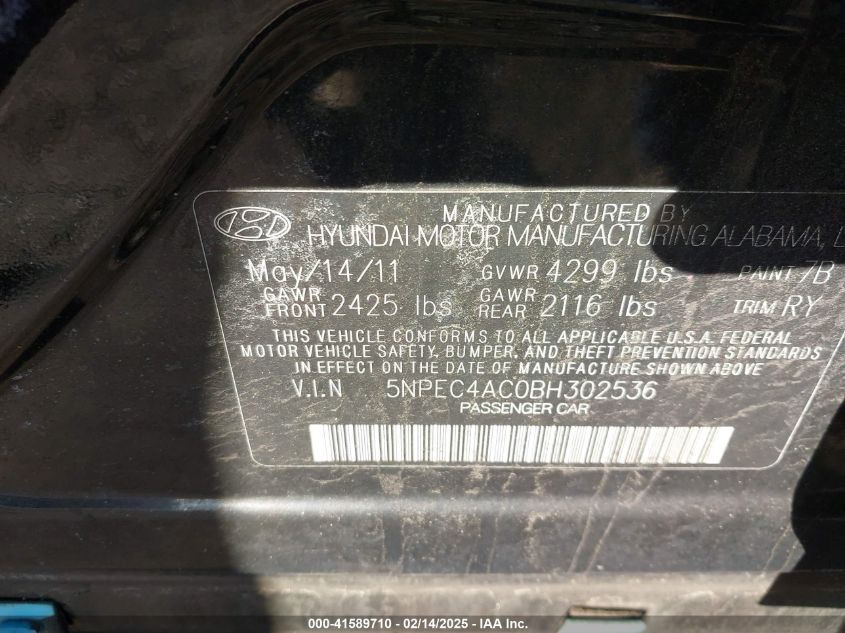 MANUFACTURED BY
HYUNDAI MOTOR MANUFACTURING ALABAMA, L
May/14/11 GVWR 4299 lbs PAINT 7B
GAWR FRONT 2425 lbs GAWR REAR 2116 lbs TRIM RY
THIS VEHICLE CONFORMS TO ALL APPLICABLE U.S.A. FEDERAL
MOTOR VEHICLE SAFETY, BUMPER, AND THEFT PREVENTION STANDARDS
IN EFFECT ON THE DATE OF MANUFACTURE SHOWN ABOVE
V.I.N 5NPEC4AC0BH302536
PASSENGER CAR
000-41589710 - 02/14/2025 - IAA Inc.